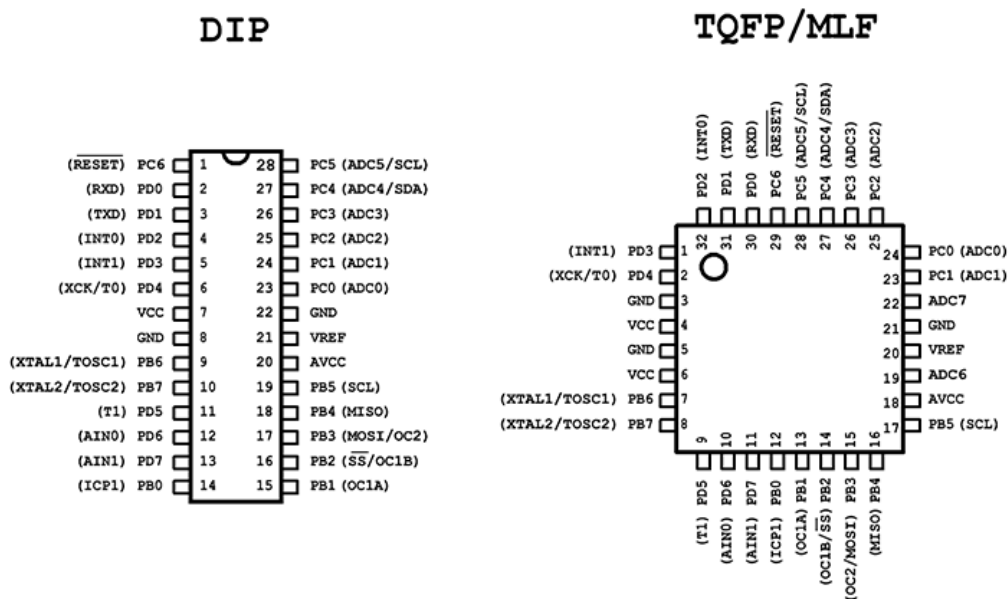 DIP
(RESET) PC6 1 28 PC5 (ADC5/SCL)
(RXD) PD0 2 27 PC4 (ADC4/SDA)
(TXD) PD1 3 26 PC3 (ADC3)
(INT0) PD2 4 25 PC2 (ADC2)
(INT1) PD3 5 24 PC1 (ADC1)
(XCK/T0) PD4 6 23 PC0 (ADC0)
VCC 7 22 GND
GND 8 21 VREF
(XTAL1/TOSC1) PB6 9 20 AVCC
(XTAL2/TOSC2) PB7 10 19 PB5 (SCL)
(T1) PD5 11 18 PB4 (MISO)
(AIN0) PD6 12 17 PB3 (MOSI/OC2)
(AIN1) PD7 13 16 PB2 (SS/OC1B)
(ICP1) PB0 14 15 PB1 (OC1A)
TQFP/MLF
PD2 (INT0)
PD1 (TXD)
PD0 (RXD)
PC6 (RESET)
PC5 (ADC5/SCL)
PC4 (ADC4/SDA)
PC3 (ADC3)
PC2 (ADC2)
32 31 30 29 28 27 26 25
(INT1) PD3 1 24 PC0 (ADC0)
(XCK/T0) PD4 2 23 PC1 (ADC1)
GND 3 22 ADC7
VCC 4 21 GND
GND 5 20 VREF
VCC 6 19 ADC6
(XTAL1/TOSC1) PB6 7 18 AVCC
(XTAL2/TOSC2) PB7 8 17 PB5 (SCL)
9 10 11 12 13 14 15 16
(T1) PD5
(AIN0) PD6
(AIN1) PD7
(ICP1) PB0
(OC1A) PB1
(OC1B/SS) PB2
(OC2/MOSI) PB3
(MISO) PB4